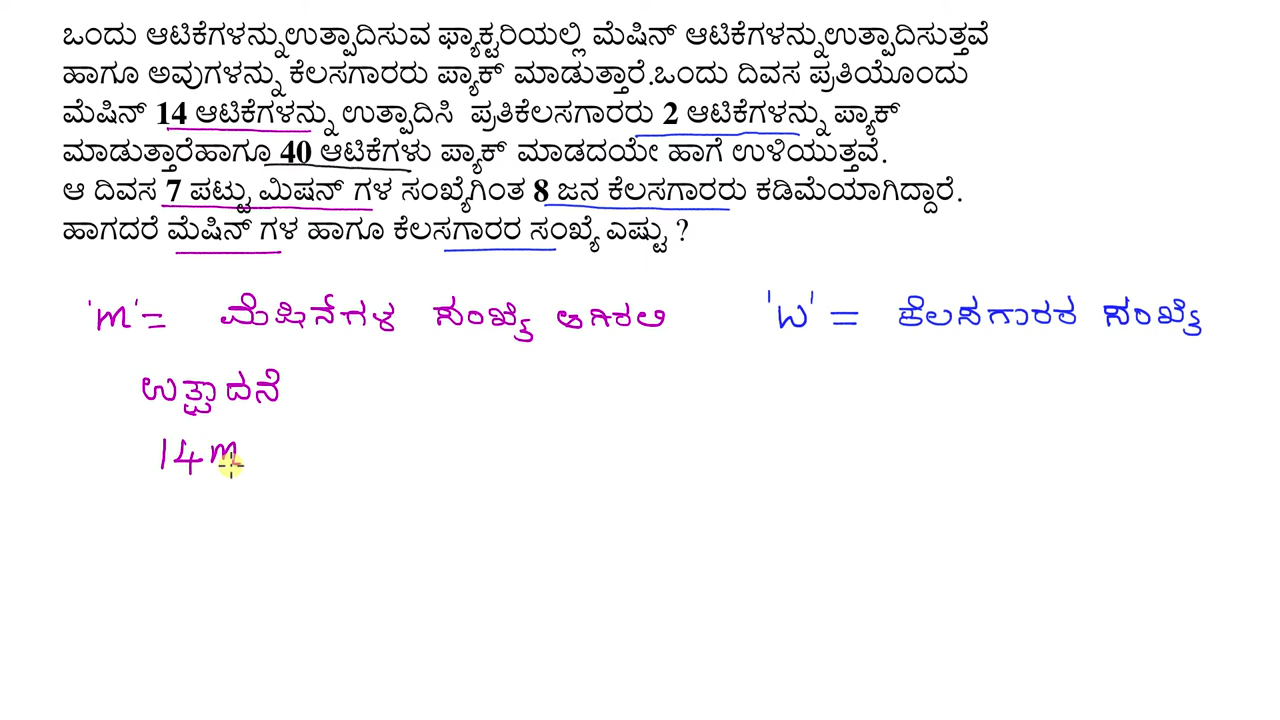 ಒಂದು ಆಟಿಕೆಗಳನ್ನುಉತ್ಪಾದಿಸುವ ಫ್ಯಾಕ್ಟರಿಯಲ್ಲಿ ಮೆಷಿನ್ ಆಟಿಕೆಗಳನ್ನುಉತ್ಪಾದಿಸುತ್ತವೆ
ಹಾಗೂ ಅವುಗಳನ್ನು ಕೆಲಸಗಾರರು ಪ್ಯಾಕ್ ಮಾಡುತ್ತಾರೆ.ಒಂದು ದಿವಸ ಪ್ರತಿಯೊಂದು
ಮೆಷಿನ್ 14 ಆಟಿಕೆಗಳನ್ನು ಉತ್ಪಾದಿಸಿ ಪ್ರತಿಕೆಲಸಗಾರರು 2 ಆಟಿಕೆಗಳನ್ನು ಪ್ಯಾಕ್
ಮಾಡುತ್ತಾರೆಹಾಗೂ 40 ಆಟಿಕೆಗಳು ಪ್ಯಾಕ್ ಮಾಡದಯೇ ಹಾಗೆ ಉಳಿಯುತ್ತವೆ.
ಆ ದಿವಸ 7 ಪಟ್ಟು ಮಿಷನ್ ಗಳ ಸಂಖ್ಯೆಗಿಂತ 8 ಜನ ಕೆಲಸಗಾರರು ಕಡಿಮೆಯಾಗಿದ್ದಾರೆ.
ಹಾಗದರೆ ಮೆಷಿನ್ ಗಳ ಹಾಗೂ ಕೆಲಸಗಾರರ ಸಂಖ್ಯೆ ಎಷ್ಟು ?
'm' = ಮೆಷಿನೆಗಳ ಸಂಖ್ಯೆ ಆಗಿರಲಿ 'w' = ಕೆಲಸಗಾರರ ಸಂಖ್ಯೆ
ಉತ್ಪಾದನೆ
14m